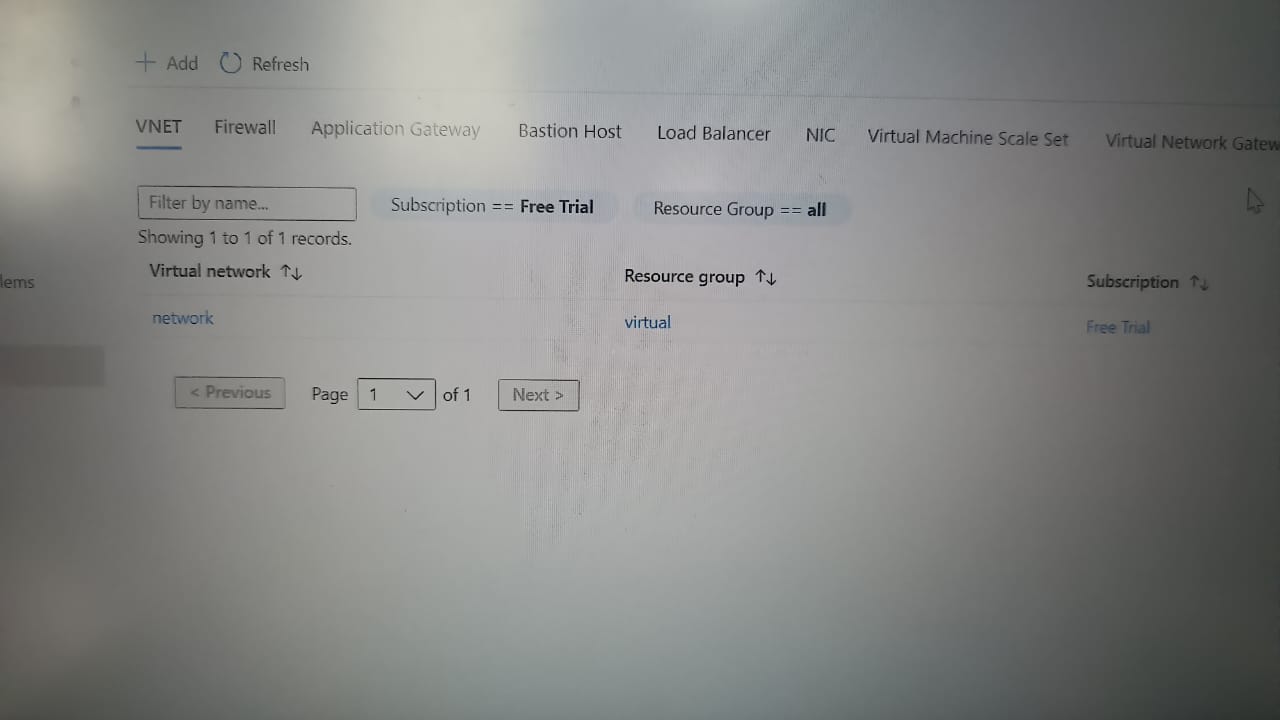 + Add Refresh
VNET Firewall Application Gateway Bastion Host Load Balancer NIC Virtual Machine Scale Set Virtual Network Gatew
Filter by name... Subscription == Free Trial Resource Group == all
Showing 1 to 1 of 1 records.
Virtual network ↑↓ Resource group ↑↓ Subscription ↑↓
lems
network virtual Free Trial
< Previous Page 1 of 1 Next >